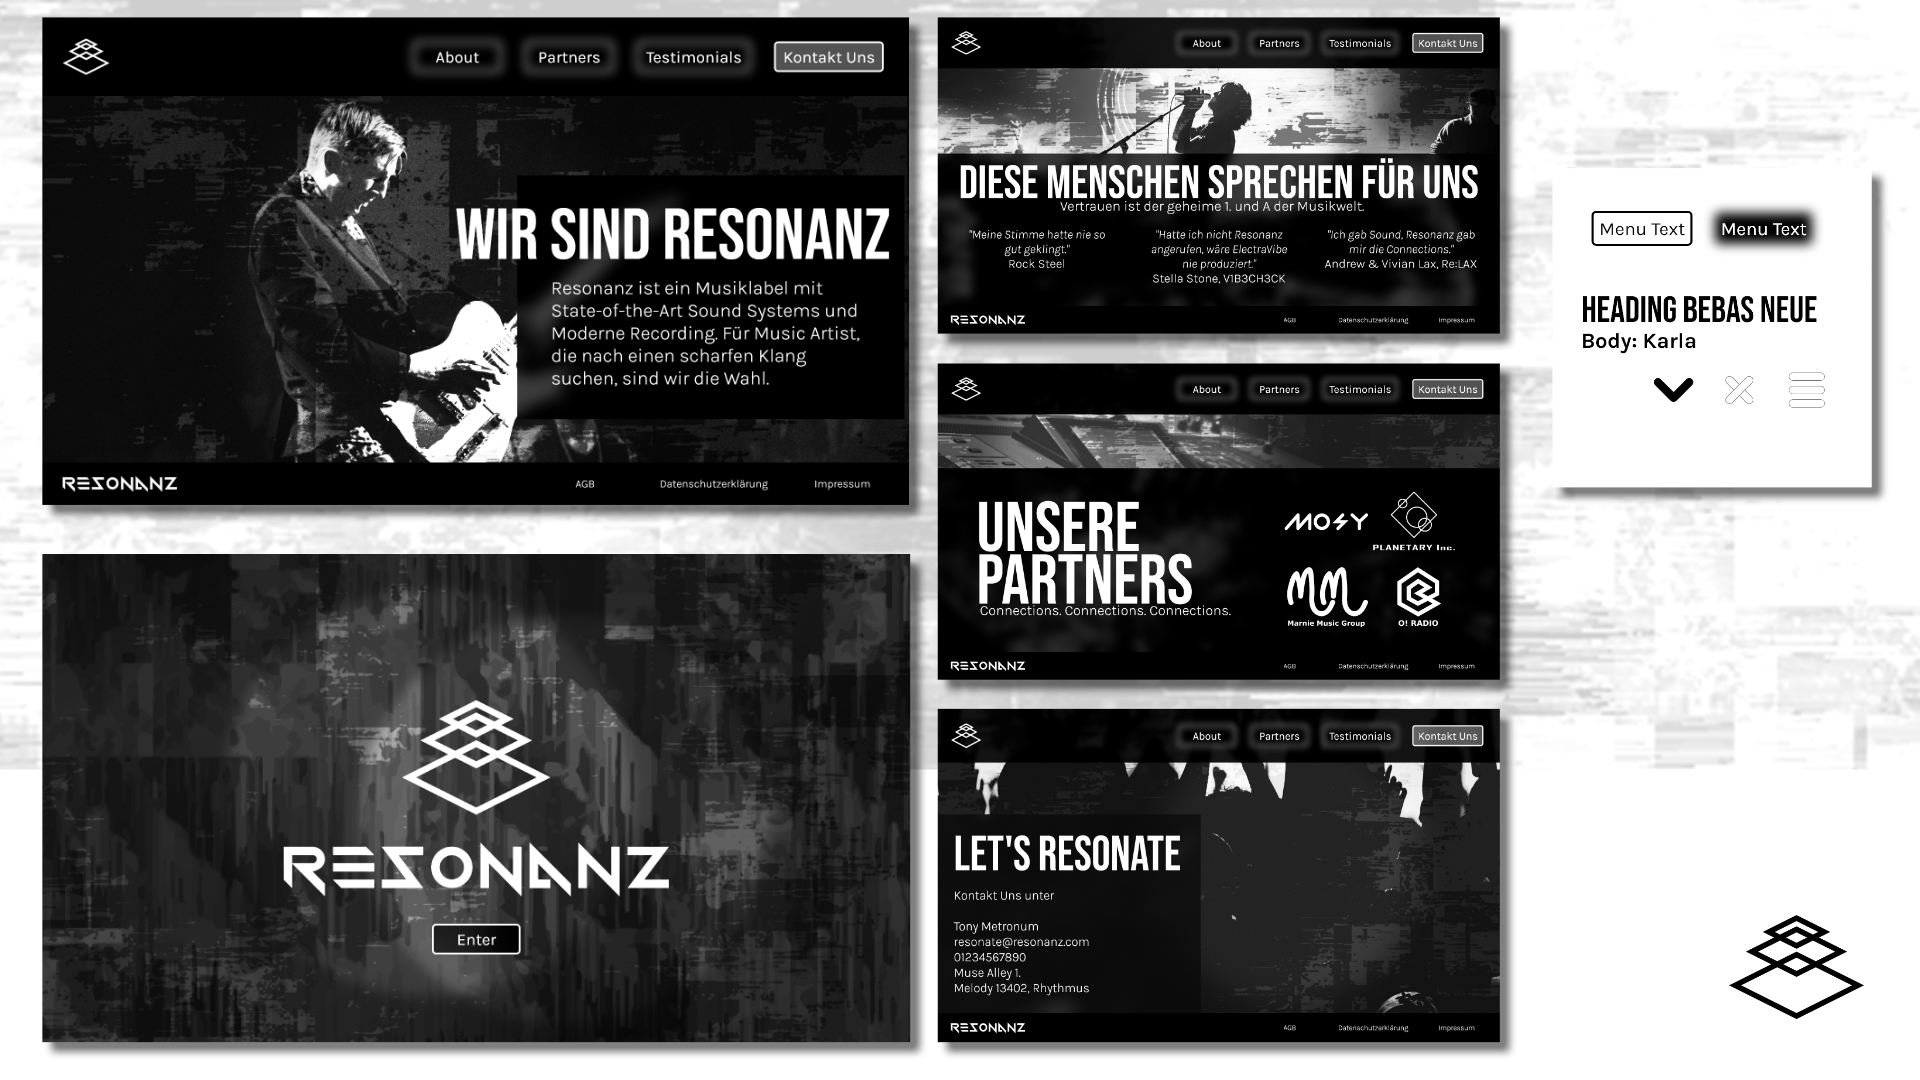 About
Partners
Testimonials
Kontakt Uns
WIR SIND RESONANZ
Resonanz ist ein Musiklabel mit
State-of-the-Art Sound Systems und
Moderne Recording. Für Music Artist,
die nach einen scharfen Klang
suchen, sind wir die Wahl.
RESONANZ
AGB
Datenschutzerklärung
Impressum
RESONANZ
Enter
About
Partners
Testimonials
Kontakt Uns
DIESE MENSCHEN SPRECHEN FÜR UNS
Vertrauen ist der geheime 1. und A der Musikwelt.
"Meine Stimme hatte nie so
gut geklingt."
Rock Steel
"Hatte ich nicht Resonanz
angerufen, wäre ElectraVibe
nie produziert."
Stella Stone, V1B3CH3CK
"Ich gab Sound, Resonanz gab
mir die Connections."
Andrew & Vivian Lax, Re:LAX
RESONANZ
AGB
Datenschutzerklärung
Impressum
About
Partners
Testimonials
Kontakt Uns
UNSERE
PARTNERS
Connections. Connections. Connections.
MOSY
PLANETARY Inc.
Marnie Music Group
O! RADIO
RESONANZ
AGB
Datenschutzerklärung
Impressum
About
Partners
Testimonials
Kontakt Uns
LET'S RESONATE
Kontakt Uns unter
Tony Metronum
resonate@resonanz.com
01234567890
Muse Alley 1.
Melody 13402, Rhythmus
RESONANZ
AGB
Datenschutzerklärung
Impressum
Menu Text
Menu Text
HEADING BEBAS NEUE
Body: Karla